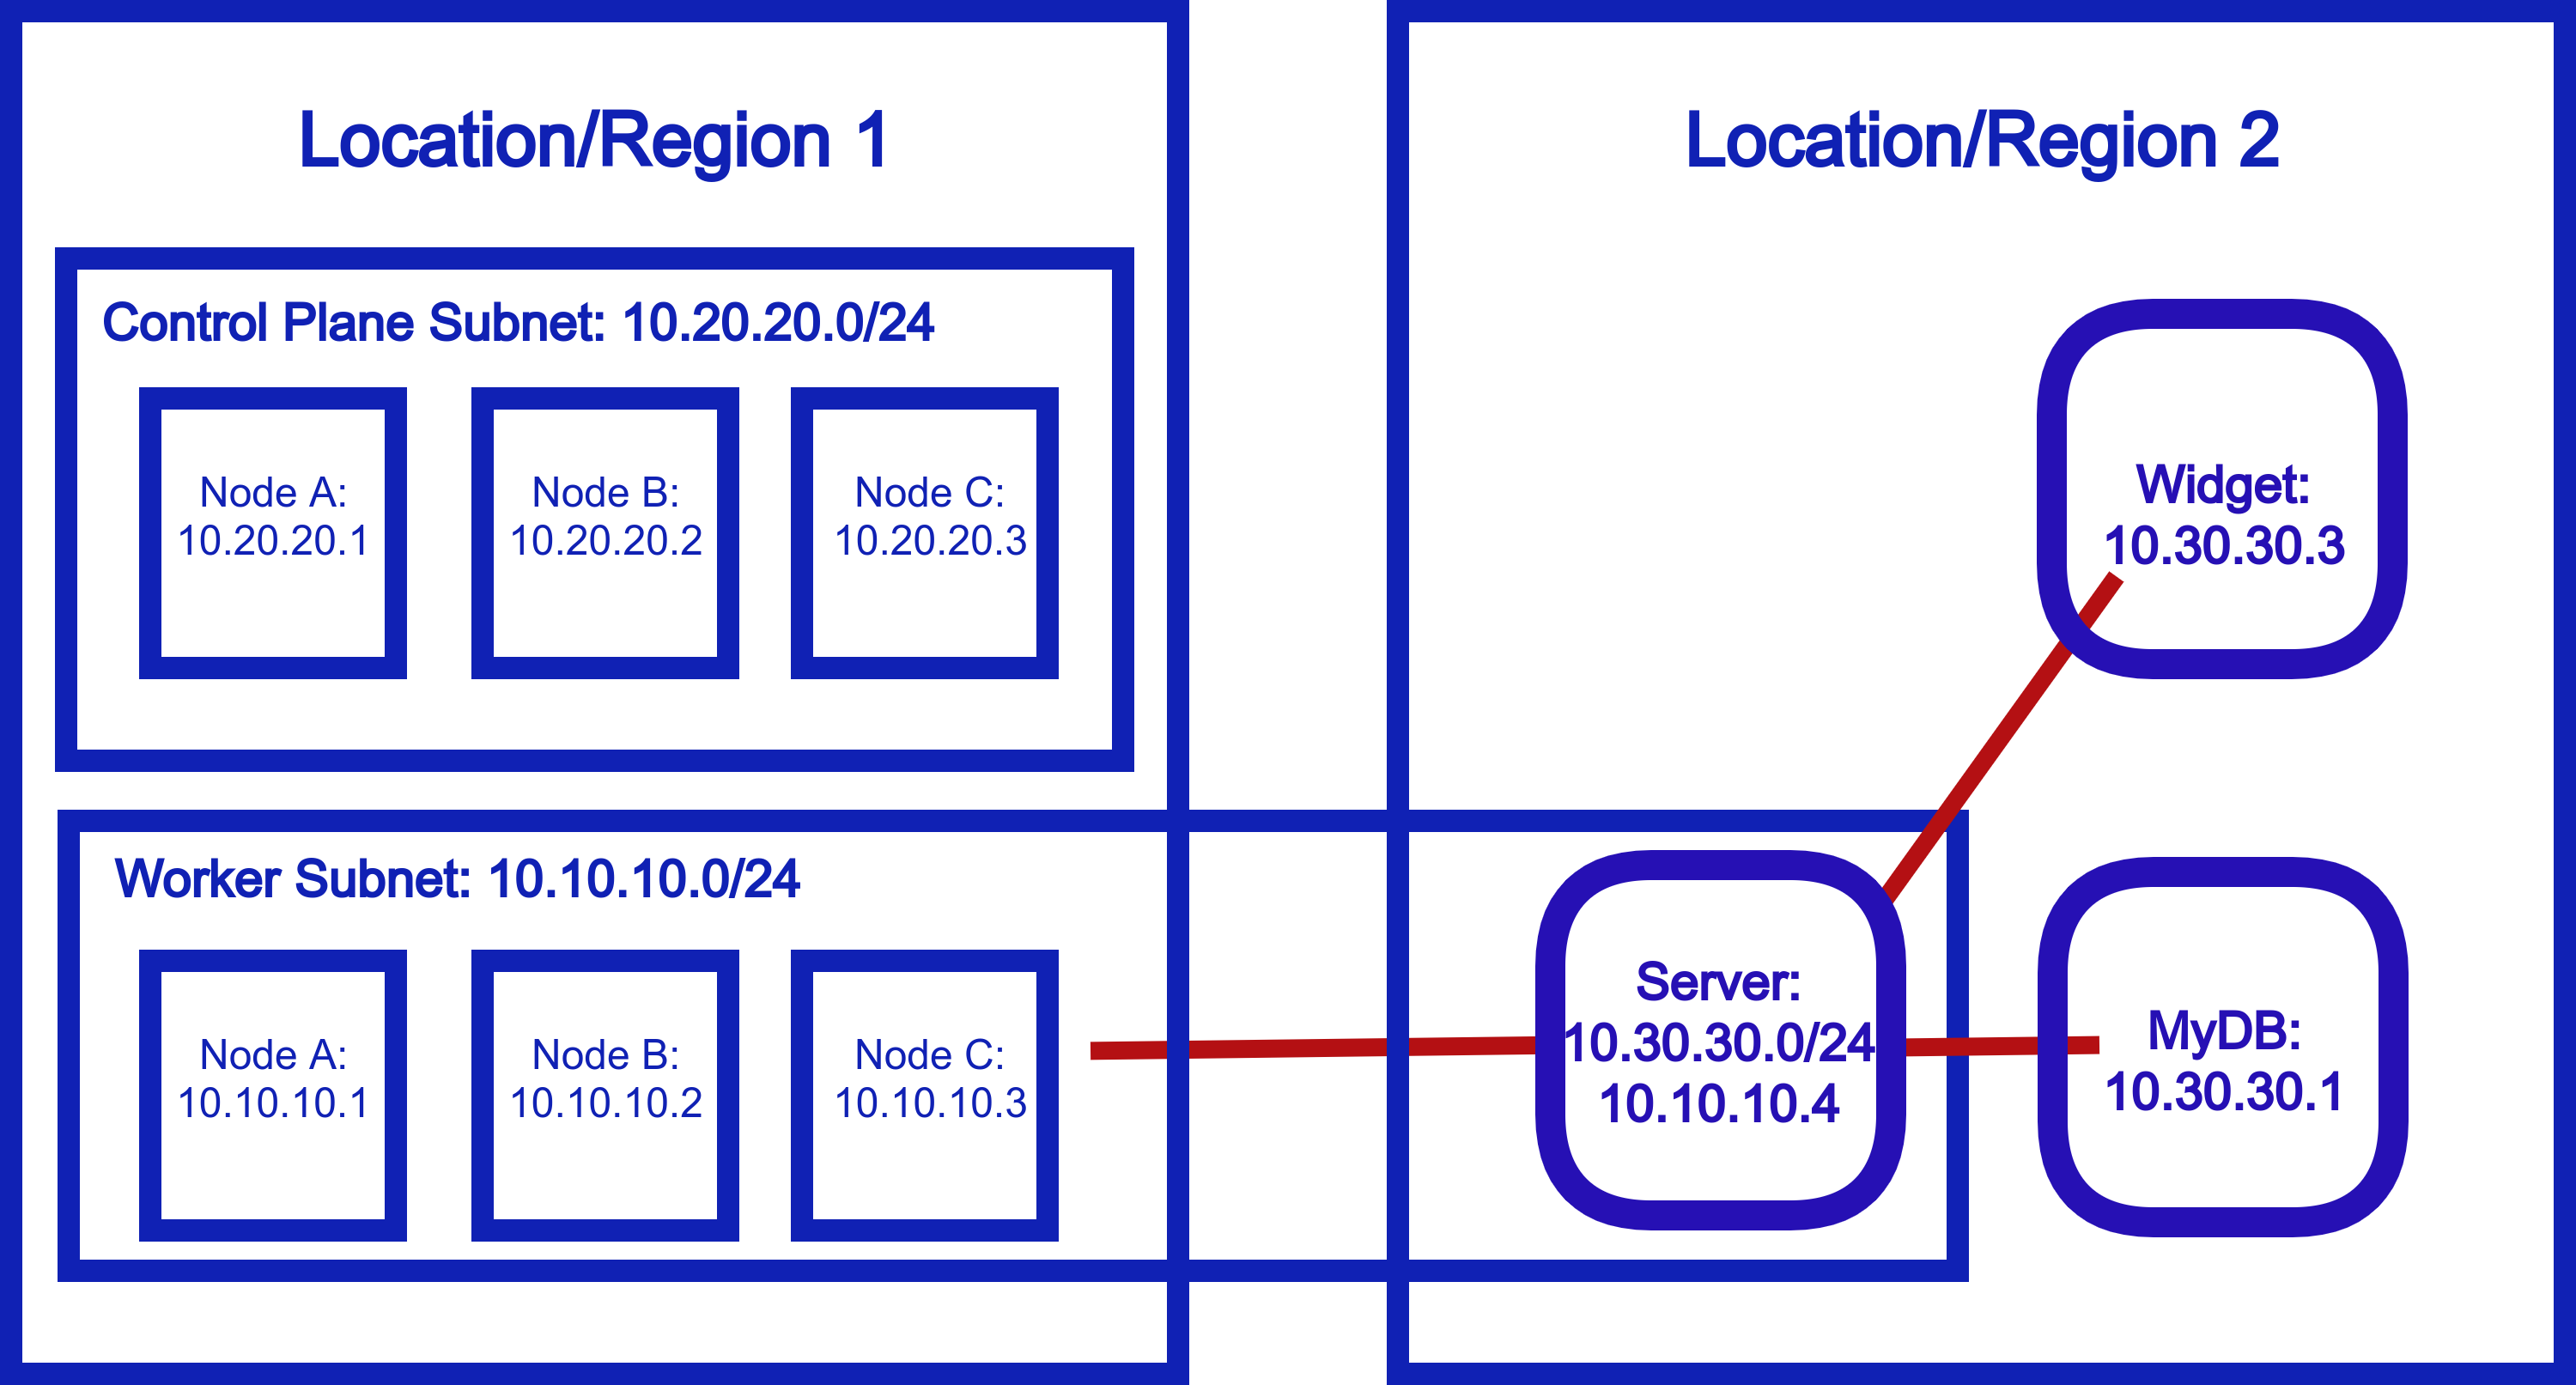 Location/Region 1
Control Plane Subnet: 10.20.20.0/24
Node A:
10.20.20.1
Node B:
10.20.20.2
Node C:
10.20.20.3
Worker Subnet: 10.10.10.0/24
Node A:
10.10.10.1
Node B:
10.10.10.2
Node C:
10.10.10.3
Location/Region 2
Widget:
10.30.30.3
Server:
10.30.30.0/24
10.10.10.4
MyDB:
10.30.30.1